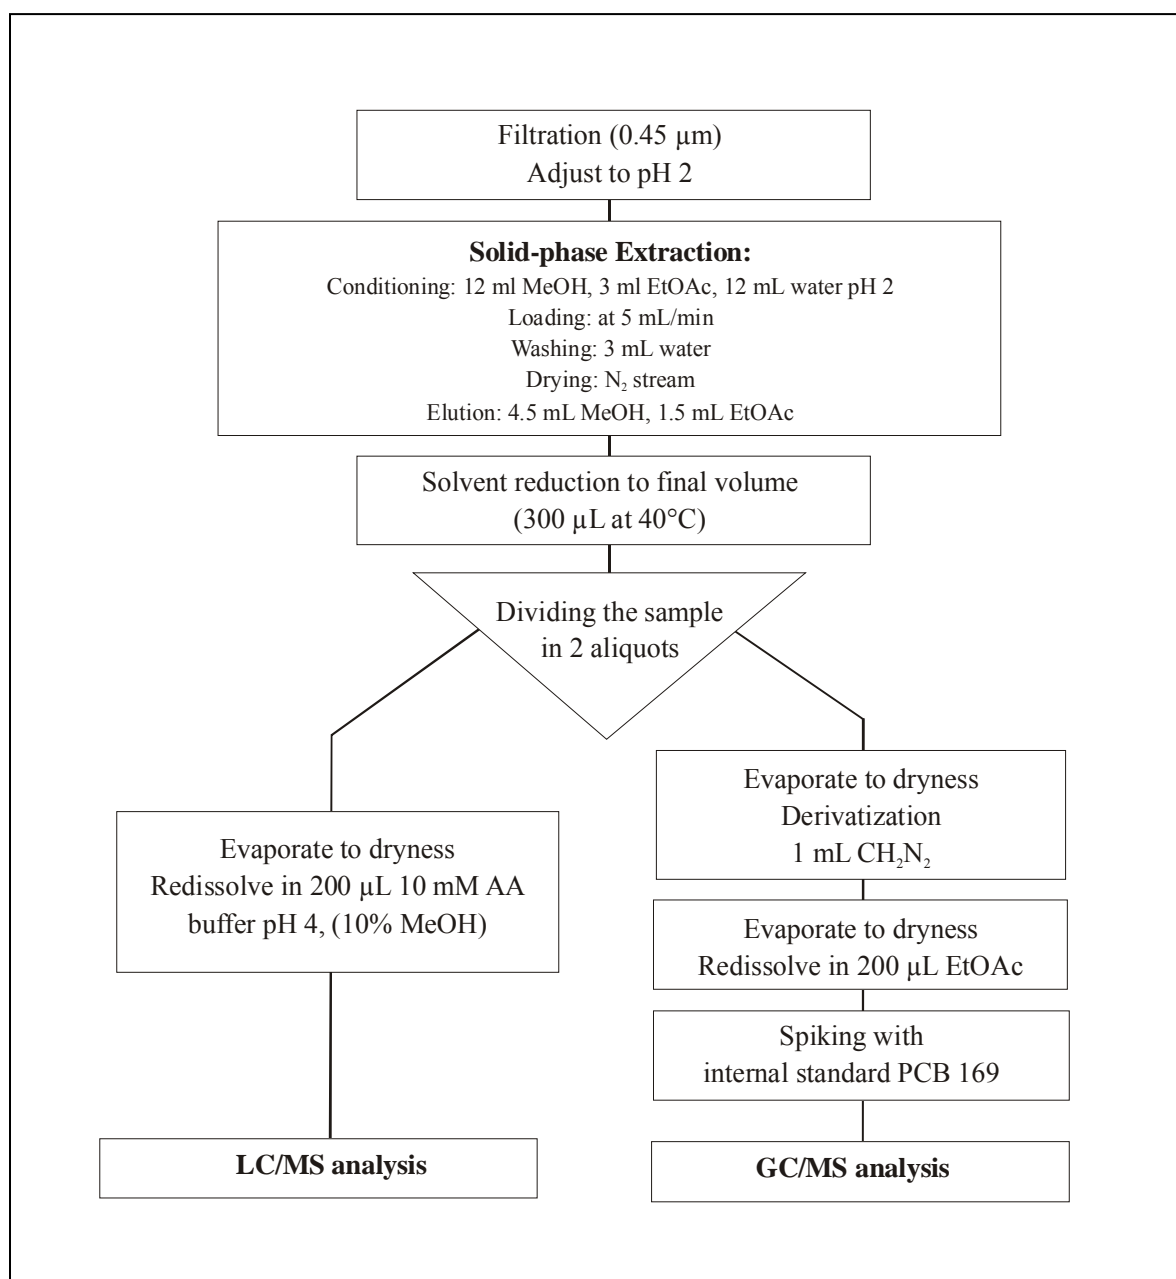 Filtration (0.45 µm)
Adjust to pH 2
Solid-phase Extraction:
Conditioning: 12 ml MeOH, 3 ml EtOAc, 12 mL water pH 2
Loading: at 5 mL/min
Washing: 3 mL water
Drying: N₂ stream
Elution: 4.5 mL MeOH, 1.5 mL EtOAc
Solvent reduction to final volume
(300 µL at 40°C)
Dividing the sample
in 2 aliquots
Evaporate to dryness
Redissolve in 200 µL 10 mM AA
buffer pH 4, (10% MeOH)
LC/MS analysis
Evaporate to dryness
Derivatization
1 mL CH₂N₂
Evaporate to dryness
Redissolve in 200 µL EtOAc
Spiking with
internal standard PCB 169
GC/MS analysis